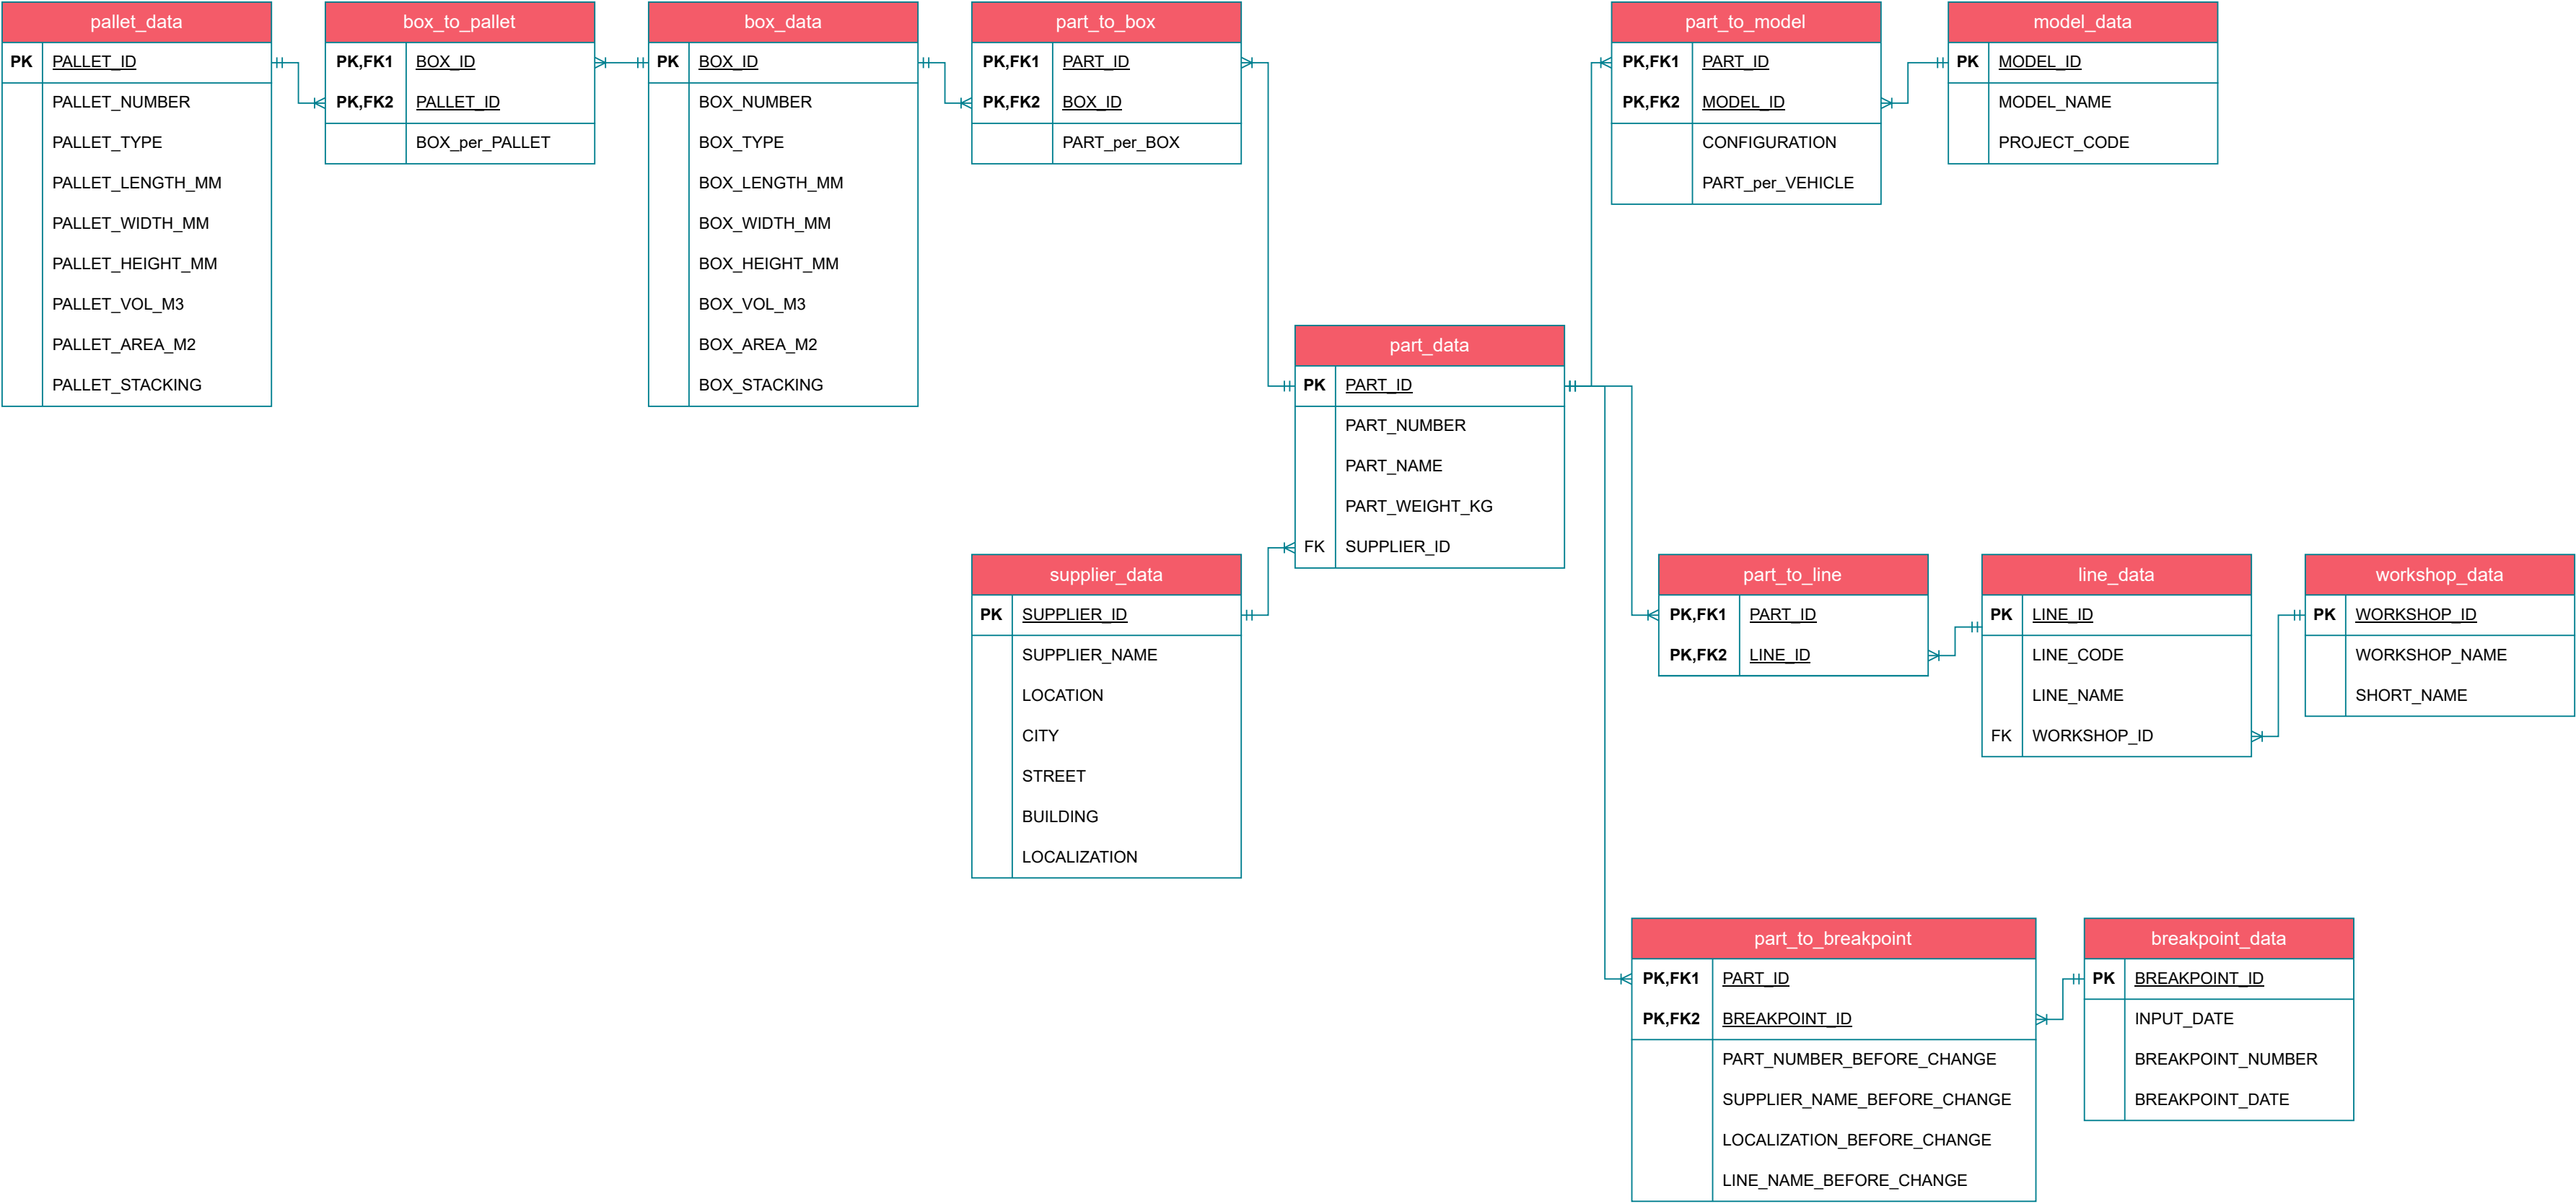 pallet_data
PK PALLET_ID
PALLET_NUMBER
PALLET_TYPE
PALLET_LENGTH_MM
PALLET_WIDTH_MM
PALLET_HEIGHT_MM
PALLET_VOL_M3
PALLET_AREA_M2
PALLET_STACKING
box_to_pallet
PK,FK1 BOX_ID
PK,FK2 PALLET_ID
BOX_per_PALLET
box_data
PK BOX_ID
BOX_NUMBER
BOX_TYPE
BOX_LENGTH_MM
BOX_WIDTH_MM
BOX_HEIGHT_MM
BOX_VOL_M3
BOX_AREA_M2
BOX_STACKING
part_to_box
PK,FK1 PART_ID
PK,FK2 BOX_ID
PART_per_BOX
part_to_model
PK,FK1 PART_ID
PK,FK2 MODEL_ID
CONFIGURATION
PART_per_VEHICLE
model_data
PK MODEL_ID
MODEL_NAME
PROJECT_CODE
part_data
PK PART_ID
PART_NUMBER
PART_NAME
PART_WEIGHT_KG
FK SUPPLIER_ID
supplier_data
PK SUPPLIER_ID
SUPPLIER_NAME
LOCATION
CITY
STREET
BUILDING
LOCALIZATION
part_to_line
PK,FK1 PART_ID
PK,FK2 LINE_ID
line_data
PK LINE_ID
LINE_CODE
LINE_NAME
FK WORKSHOP_ID
workshop_data
PK WORKSHOP_ID
WORKSHOP_NAME
SHORT_NAME
part_to_breakpoint
PK,FK1 PART_ID
PK,FK2 BREAKPOINT_ID
PART_NUMBER_BEFORE_CHANGE
SUPPLIER_NAME_BEFORE_CHANGE
LOCALIZATION_BEFORE_CHANGE
LINE_NAME_BEFORE_CHANGE
breakpoint_data
PK BREAKPOINT_ID
INPUT_DATE
BREAKPOINT_NUMBER
BREAKPOINT_DATE